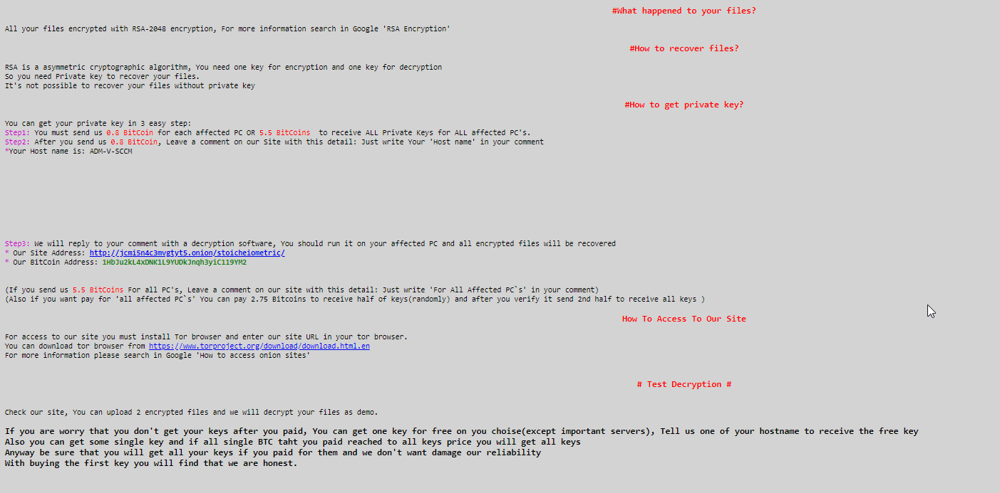 #What happened to your files?
All your files encrypted with RSA-2048 encryption, For more information search in Google 'RSA Encryption'
#How to recover files?
RSA is a asymmetric cryptographic algorithm, You need one key for encryption and one key for decryption
So you need Private key to recover your files.
It's not possible to recover your files without private key
#How to get private key?
You can get your private key in 3 easy step:
Step1: You must send us 0.8 BitCoin for each affected PC OR 5.5 BitCoins to receive ALL Private Keys for ALL affected PC's.
Step2: After you send us 0.8 BitCoin, Leave a comment on our Site with this detail: Just write Your 'Host name' in your comment
*Your Host name is: ADM-V-SCCM
Step3: We will reply to your comment with a decryption software, You should run it on your affected PC and all encrypted files will be recovered
* Our Site Address: http://jcmi5n4c3mvgtyt5.onion/stoicheiometric/
* Our BitCoin Address: 1HbJu2kL4xDNK1L9YUDkJnqh3yiC119YM2
(If you send us 5.5 BitCoins For all PC's, Leave a comment on our site with this detail: Just write 'For All Affected PC`s' in your comment)
(Also if you want pay for 'all affected PC`s' You can pay 2.75 Bitcoins to receive half of keys(randomly) and after you verify it send 2nd half to receive all keys )
How To Access To Our Site
For access to our site you must install Tor browser and enter our site URL in your tor browser.
You can download tor browser from https://www.torproject.org/download/download.html.en
For more information please search in Google 'How to access onion sites'
# Test Decryption #
Check our site, You can upload 2 encrypted files and we will decrypt your files as demo.
If you are worry that you don't get your keys after you paid, You can get one key for free on you choise(except important servers), Tell us one of your hostname to receive the free key
Also you can get some single key and if all single BTC taht you paid reached to all keys price you will get all keys
Anyway be sure that you will get all your keys if you paid for them and we don't want damage our reliability
With buying the first key you will find that we are honest.